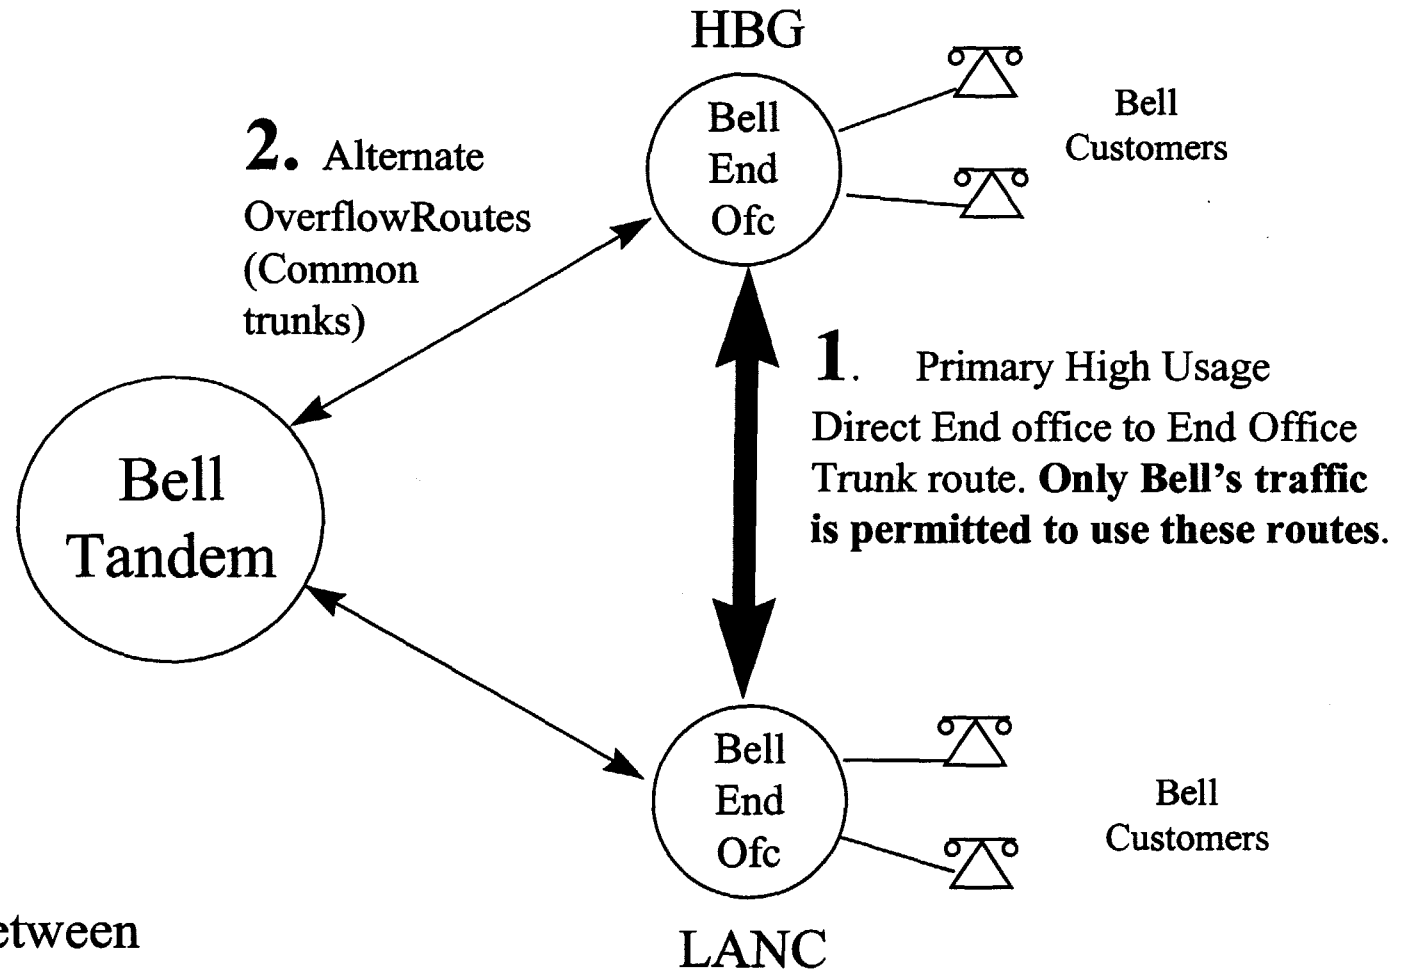 HBG
Bell
End
Ofc
Bell
Customers
2. Alternate
OverflowRoutes
(Common
trunks)
1. Primary High Usage
Direct End office to End Office
Trunk route. Only Bell's traffic
is permitted to use these routes.
Bell
Tandem
Bell
End
Ofc
Bell
Customers
LANC
etween